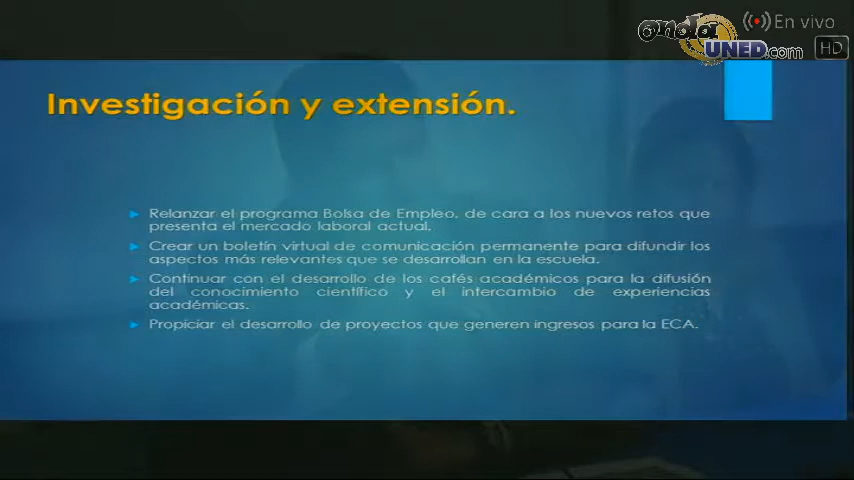 onda
UNED.com
En vivo
HD
Investigación y extensión.
Relanzar el programa Bolsa de Empleo, de cara a los nuevos retos que
presenta el mercado laboral actual.
Crear un boletín virtual de comunicación permanente para difundir los
aspectos más relevantes que se desarrollan en la escuela.
Continuar con el desarrollo de los cafés académicos para la difusión
del conocimiento científico y el intercambio de experiencias
académicas.
Propiciar el desarrollo de proyectos que generen ingresos para la ECA.